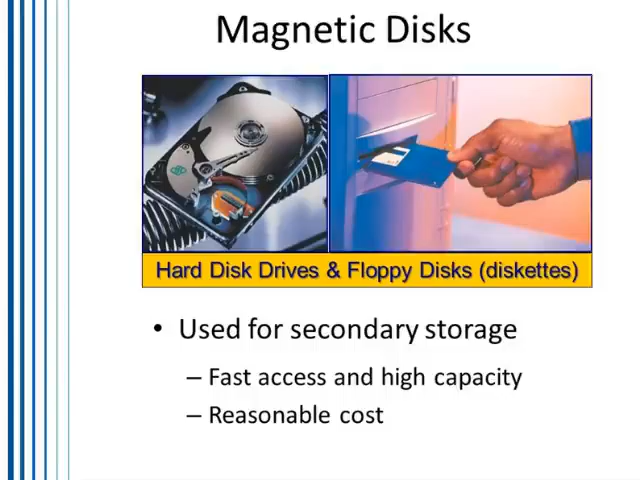 Magnetic Disks
Hard Disk Drives & Floppy Disks (diskettes)
• Used for secondary storage
– Fast access and high capacity
– Reasonable cost